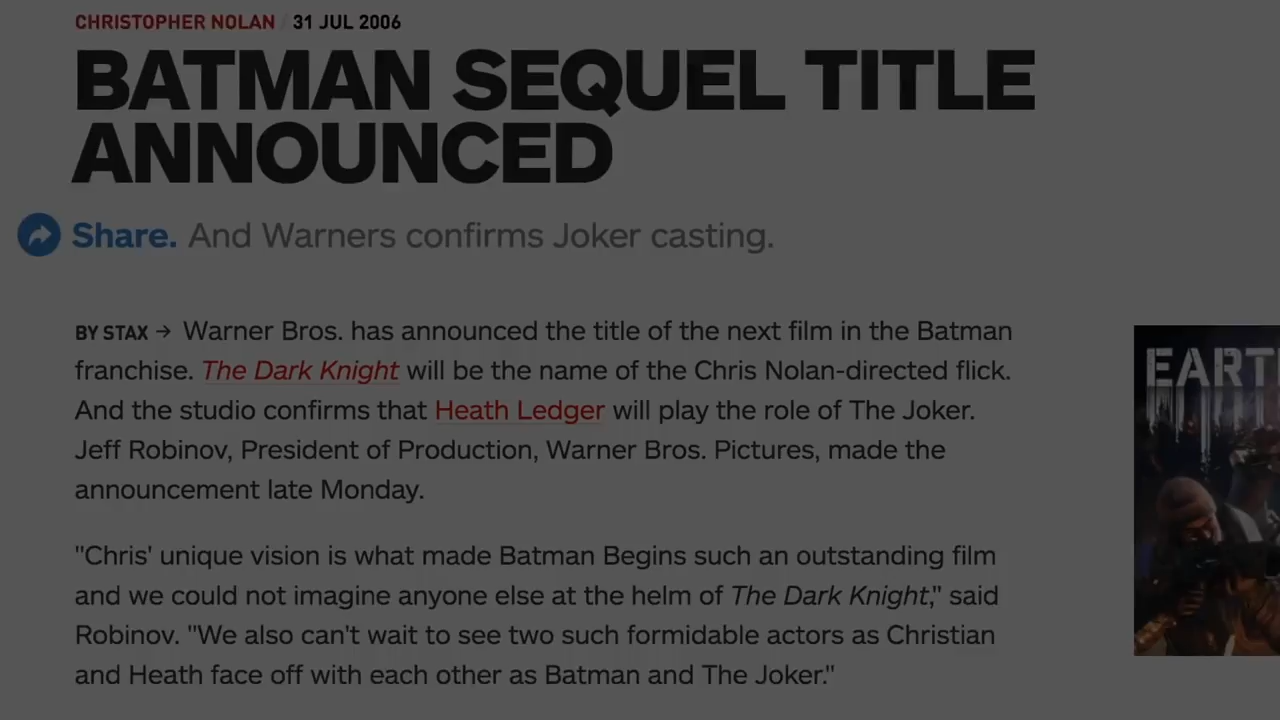 CHRISTOPHER NOLAN / 31 JUL 2006
BATMAN SEQUEL TITLE
ANNOUNCED
Share. And Warners confirms Joker casting.
BY STAX → Warner Bros. has announced the title of the next film in the Batman
franchise. The Dark Knight will be the name of the Chris Nolan-directed flick.
And the studio confirms that Heath Ledger will play the role of The Joker.
Jeff Robinov, President of Production, Warner Bros. Pictures, made the
announcement late Monday.
"Chris' unique vision is what made Batman Begins such an outstanding film
and we could not imagine anyone else at the helm of The Dark Knight," said
Robinov. "We also can't wait to see two such formidable actors as Christian
and Heath face off with each other as Batman and The Joker."